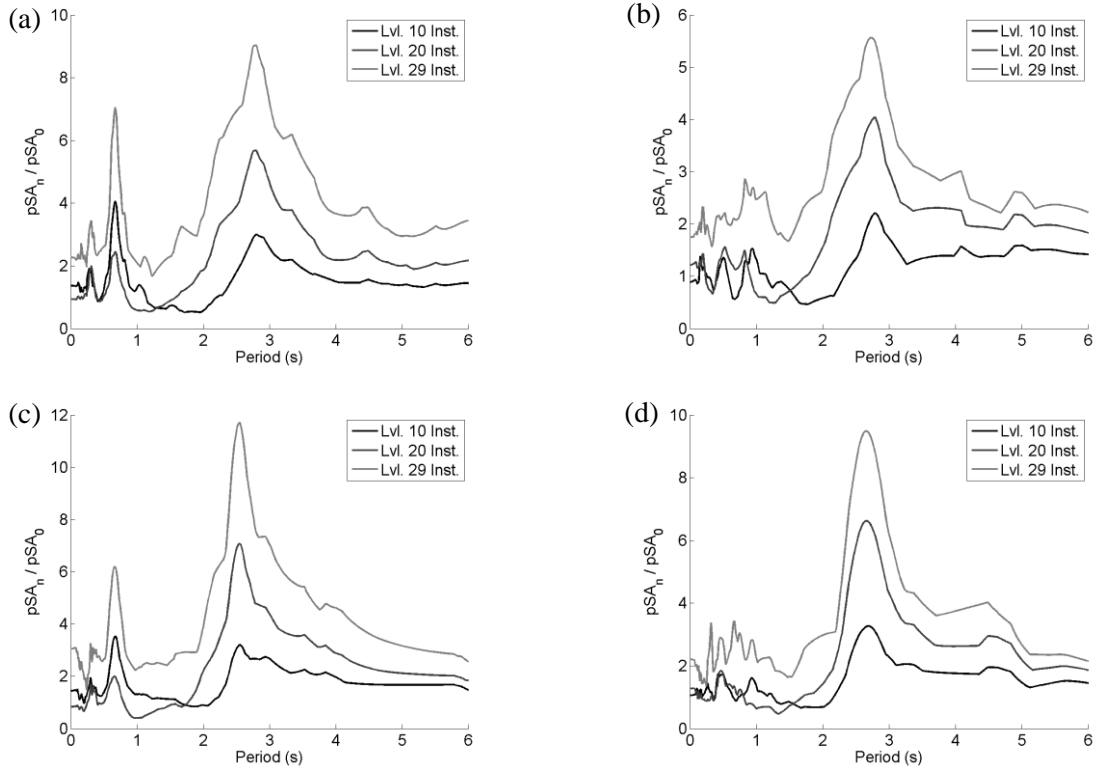 (a)
10
8
6
4
2
0
pSAn / pSA0
0 1 2 3 4 5 6
Period (s)
Lvl. 10 Inst.
Lvl. 20 Inst.
Lvl. 29 Inst.
(b)
6
5
4
3
2
1
0
pSAn / pSA0
0 1 2 3 4 5 6
Period (s)
Lvl. 10 Inst.
Lvl. 20 Inst.
Lvl. 29 Inst.
(c)
12
10
8
6
4
2
0
pSAn / pSA0
0 1 2 3 4 5 6
Period (s)
Lvl. 10 Inst.
Lvl. 20 Inst.
Lvl. 29 Inst.
(d)
10
8
6
4
2
0
pSAn / pSA0
0 1 2 3 4 5 6
Period (s)
Lvl. 10 Inst.
Lvl. 20 Inst.
Lvl. 29 Inst.